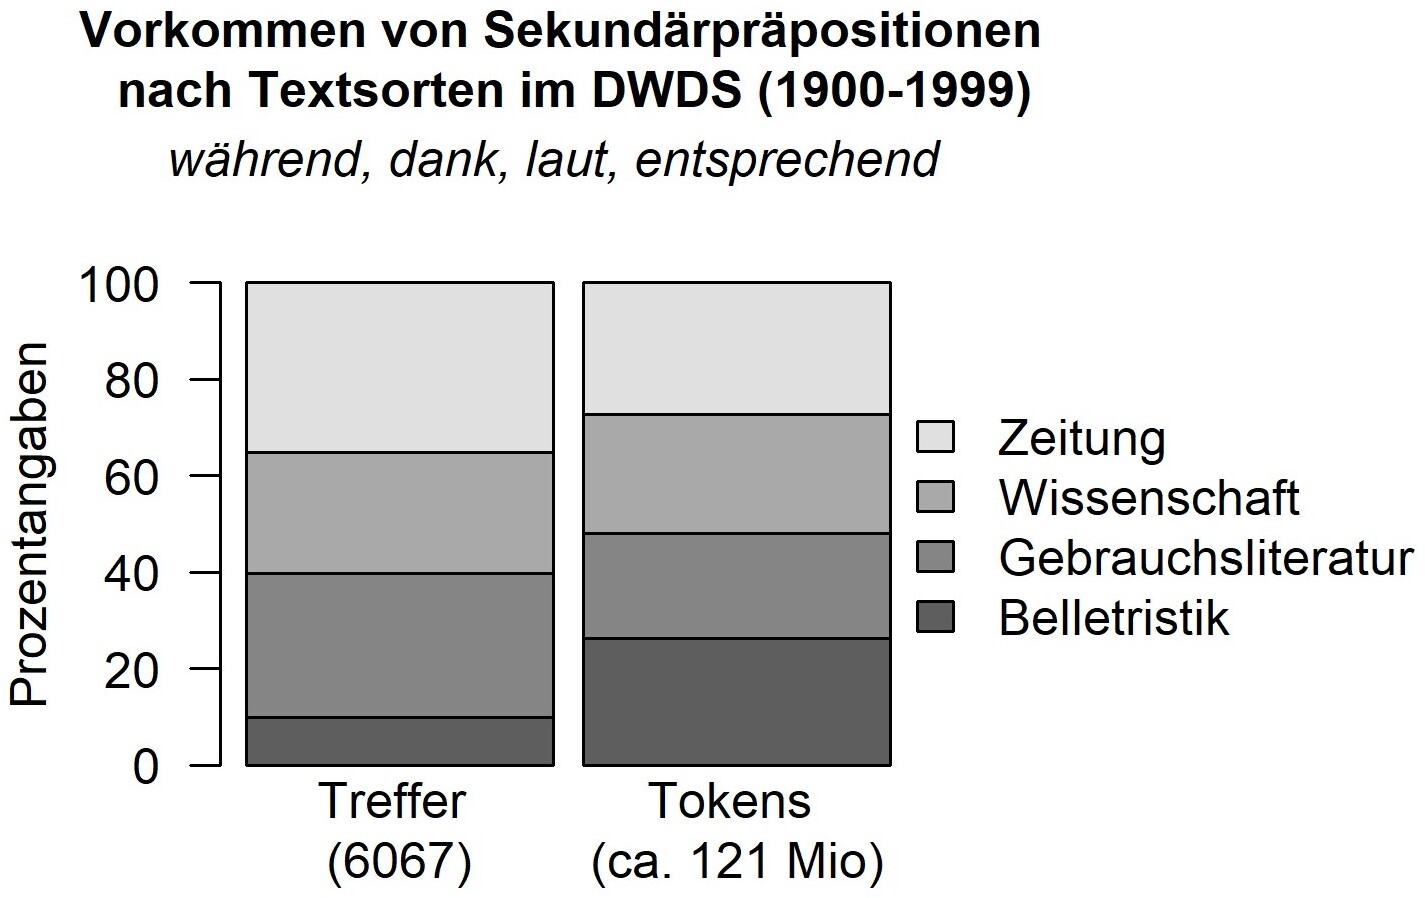 Vorkommen von Sekundärpräpositionen
nach Textsorten im DWDS (1900-1999)
während, dank, laut, entsprechend
Prozentangaben
100
80
60
40
20
0
Treffer
(6067)
Tokens
(ca. 121 Mio)
Zeitung
Wissenschaft
Gebrauchsliteratur
Belletristik